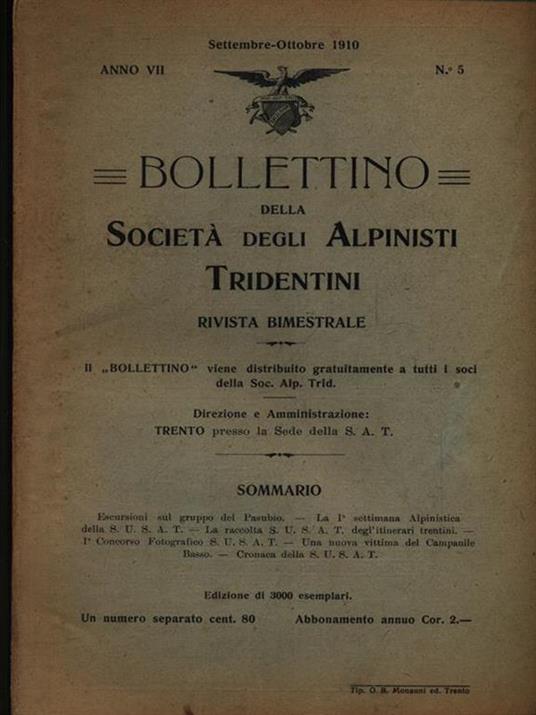 Settembre-Ottobre 1910
ANNO VII N.º 5
BOLLETTINO
DELLA
SOCIETÀ DEGLI ALPINISTI
TRIDENTINI
RIVISTA BIMESTRALE
Il „BOLLETTINO“ viene distribuito gratuitamente a tutti i soci
della Soc. Alp. Trid.
Direzione e Amministrazione:
TRENTO presso la Sede della S. A. T.
SOMMARIO
Escursioni sul gruppo del Pasubio. — La Iª settimana Alpinistica
della S. U. S. A. T. — La raccolta S. U. S. A. T. degl'itinerari trentini. —
Iº Concorso Fotografico S. U. S. A. T. — Una nuova vittima del Campanile
Basso. — Cronaca della S. U. S. A. T.
Edizione di 3000 esemplari.
Un numero separato cent. 80 Abbonamento annuo Cor. 2.—
Tip. O. B. Monauni ed. Trento